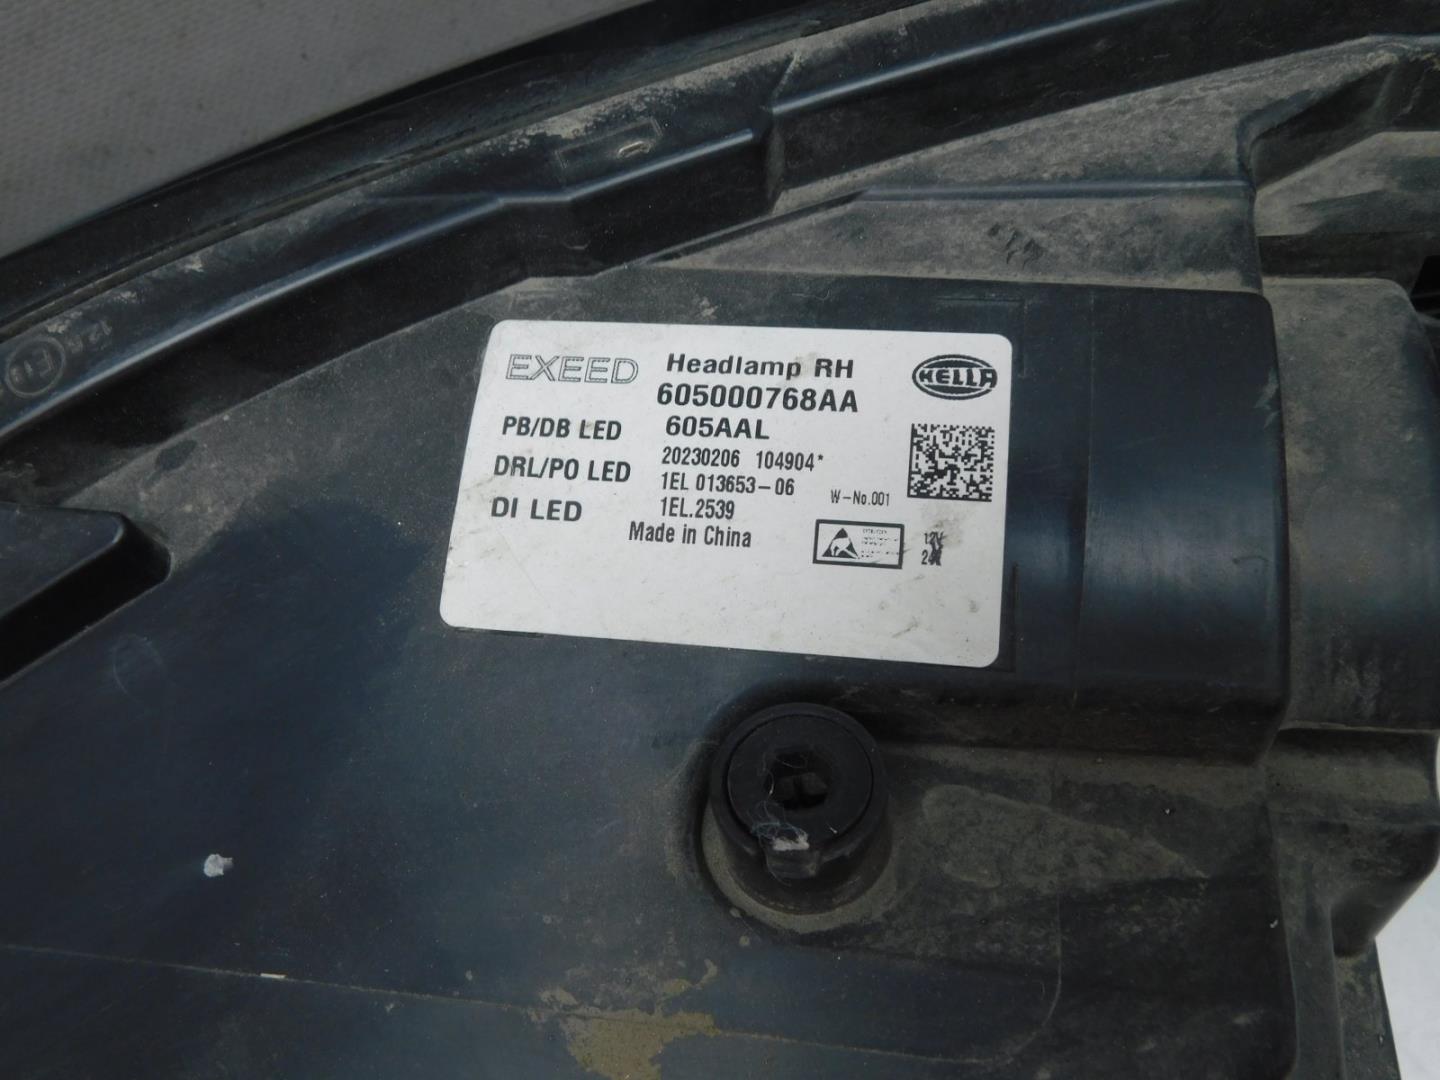 EXEED
Headlamp RH
HELLA
605000768AA
PB/DB LED
605AAL
DRL/PO LED
20230206 104904*
1EL 013653-06
W-No.001
DI LED
1EL.2539
Made in China
12V